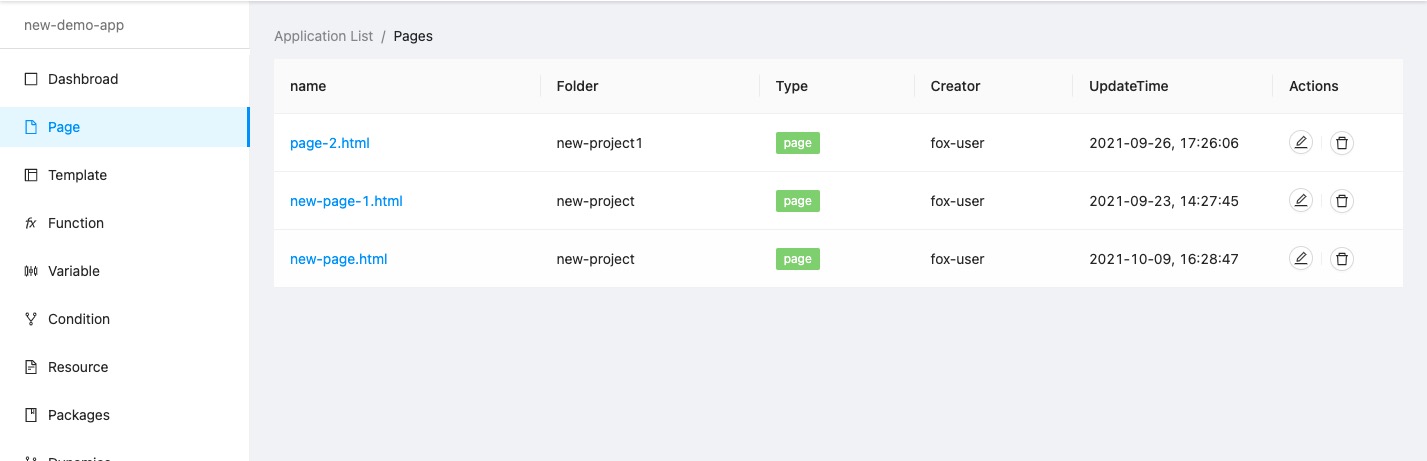 new-demo-app
Dashbroad
Page
Template
Function
Variable
Condition
Resource
Packages
Application List / Pages
name Folder Type Creator UpdateTime Actions
page-2.html new-project1 page fox-user 2021-09-26, 17:26:06
new-page-1.html new-project page fox-user 2021-09-23, 14:27:45
new-page.html new-project page fox-user 2021-10-09, 16:28:47